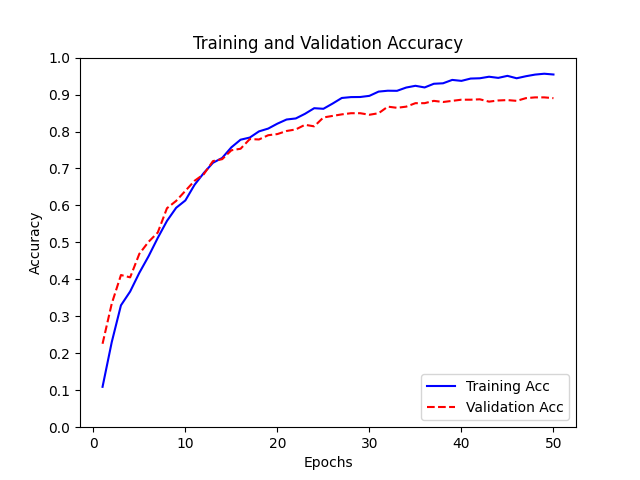 Training and Validation Accuracy
1.0
0.9
0.8
0.7
0.6
0.5
0.4
0.3
0.2
0.1
0.0
Accuracy
Training Acc
Validation Acc
0 10 20 30 40 50
Epochs